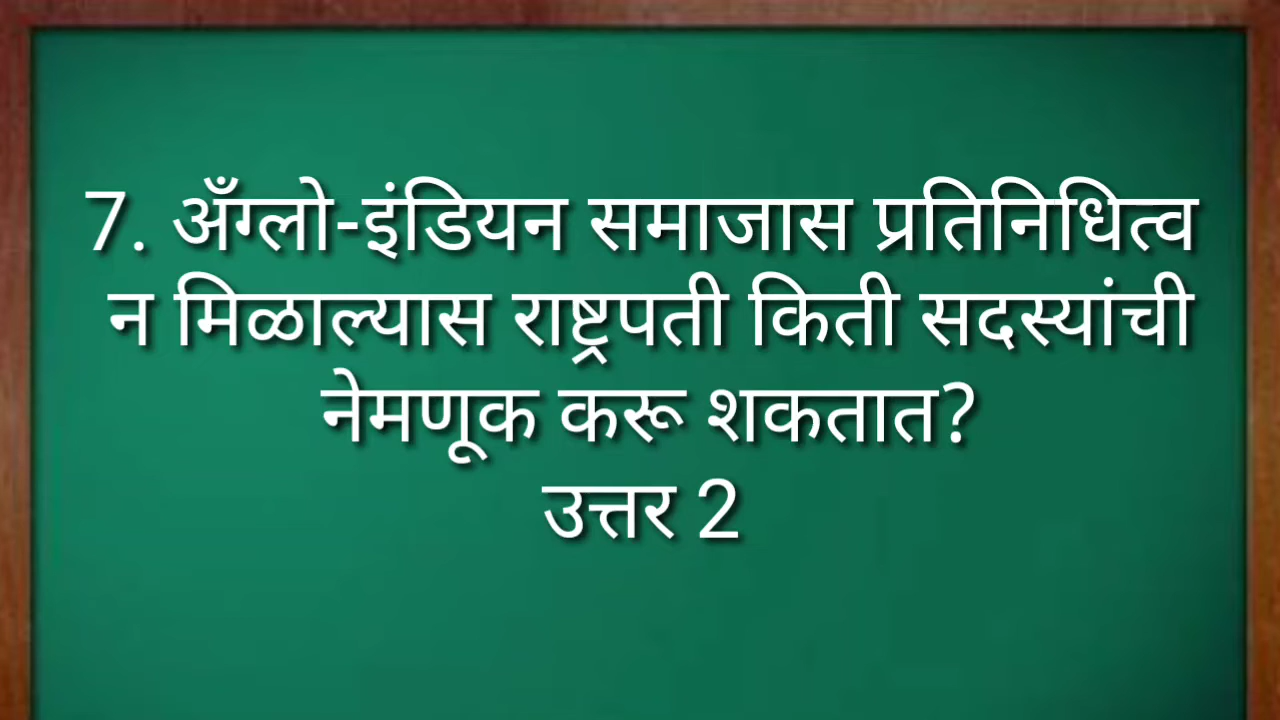 7. अँग्लो-इंडियन समाजास प्रतिनिधित्व
न मिळाल्यास राष्ट्रपती किती सदस्यांची
नेमणूक करू शकतात?
उत्तर 2